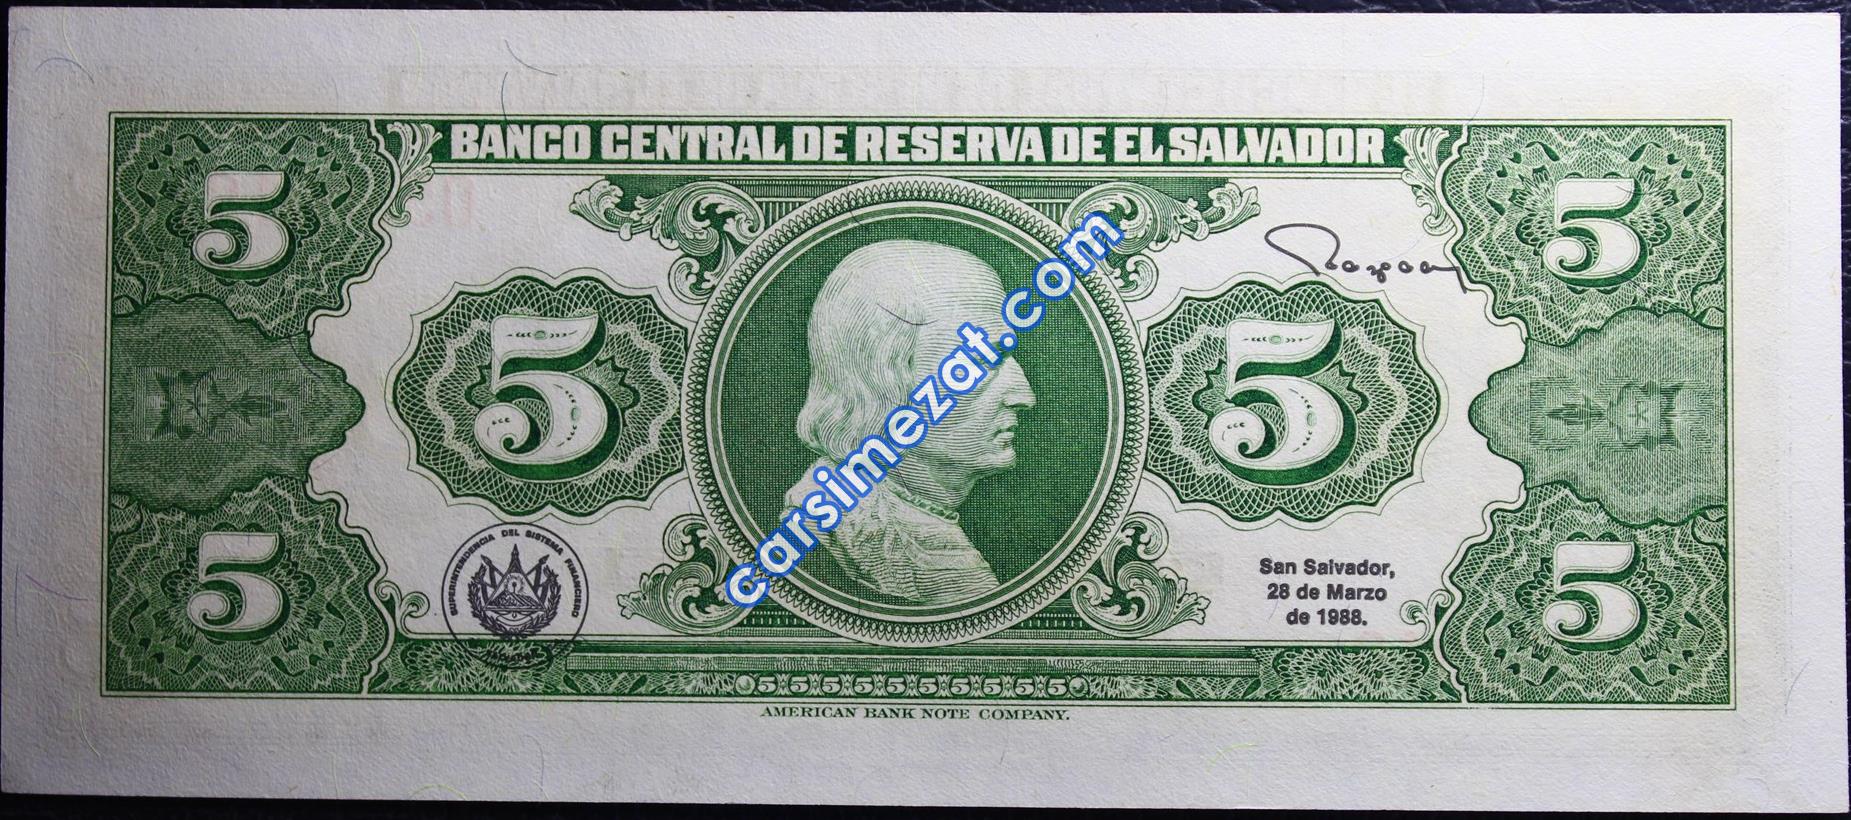 BANCO CENTRAL DE RESERVA DE EL SALVADOR
5 5
5 5
SUPERINTENDENCIA DEL SISTEMA FINANCIERO
San Salvador,
28 de Marzo
de 1988.
5 5
5 5 5 5 5 5 5 5 5 5 5
AMERICAN BANK NOTE COMPANY.
carsimezat.com